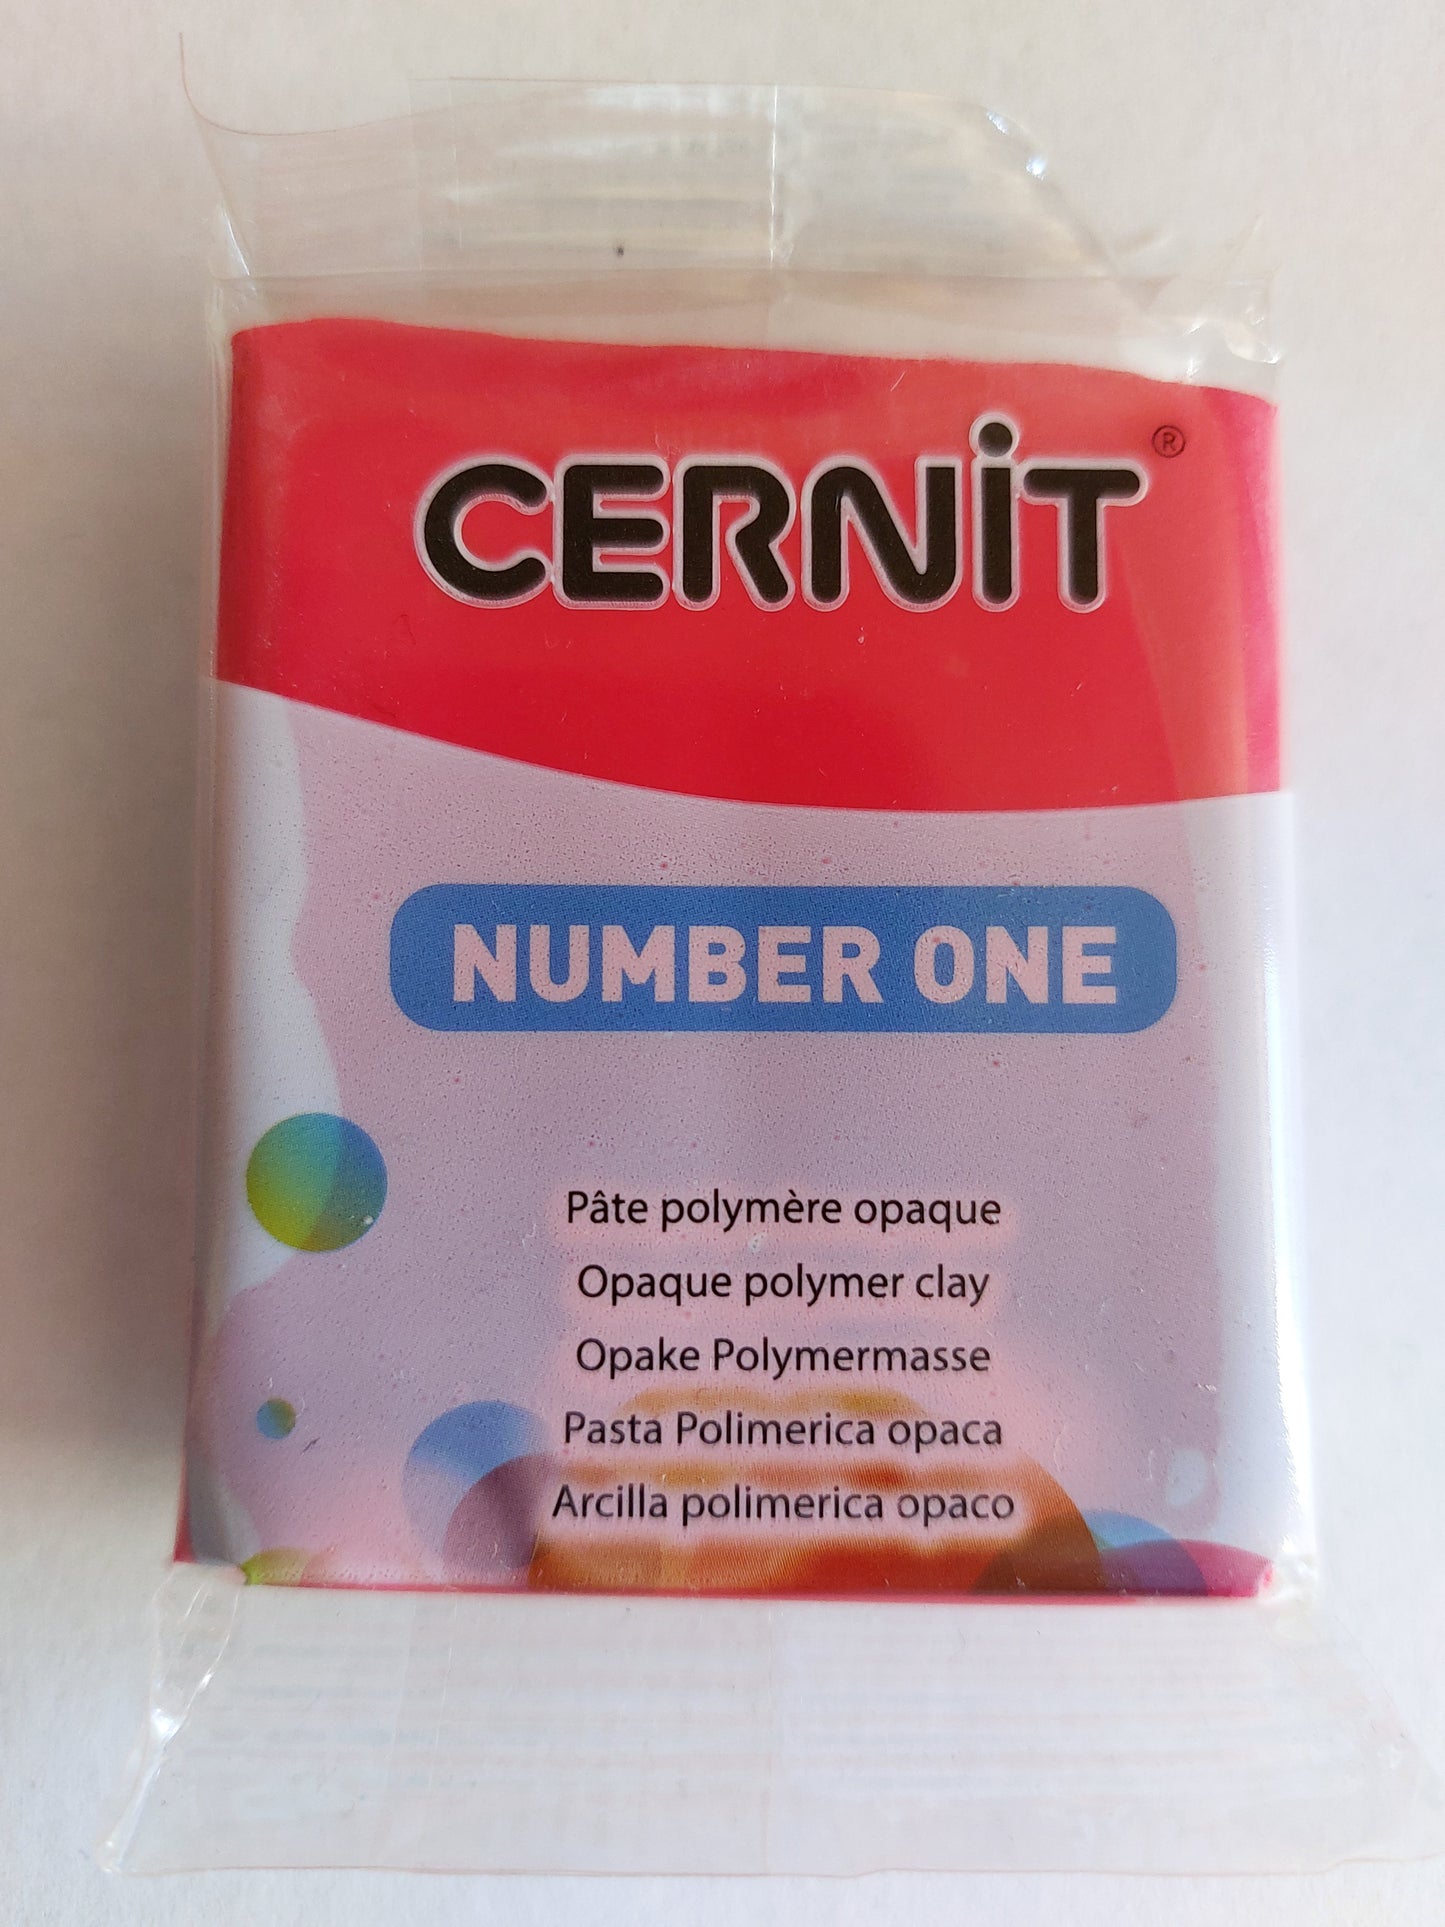 CERNiT®
NUMBER ONE
Pâte polymère opaque
Opaque polymer clay
Opake Polymermasse
Pasta Polimerica opaca
Arcilla polimerica opaco